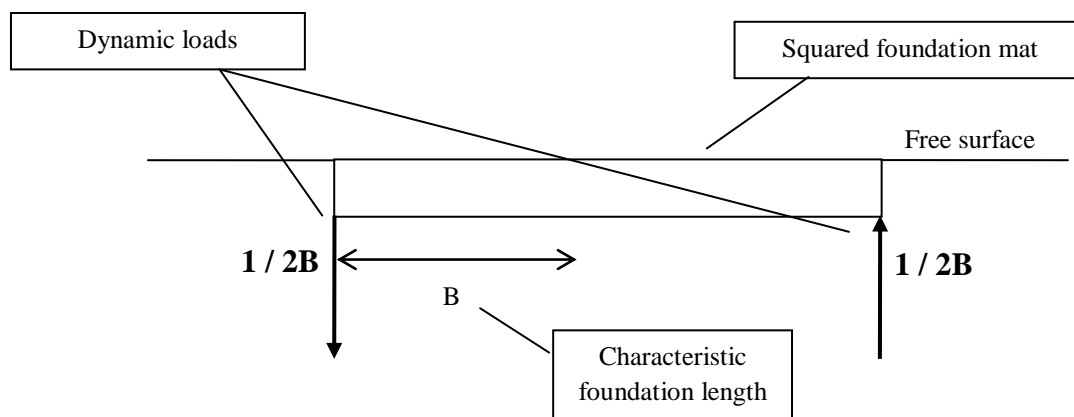 Dynamic loads
Squared foundation mat
Free surface
1 / 2B
B
1 / 2B
Characteristic
foundation length